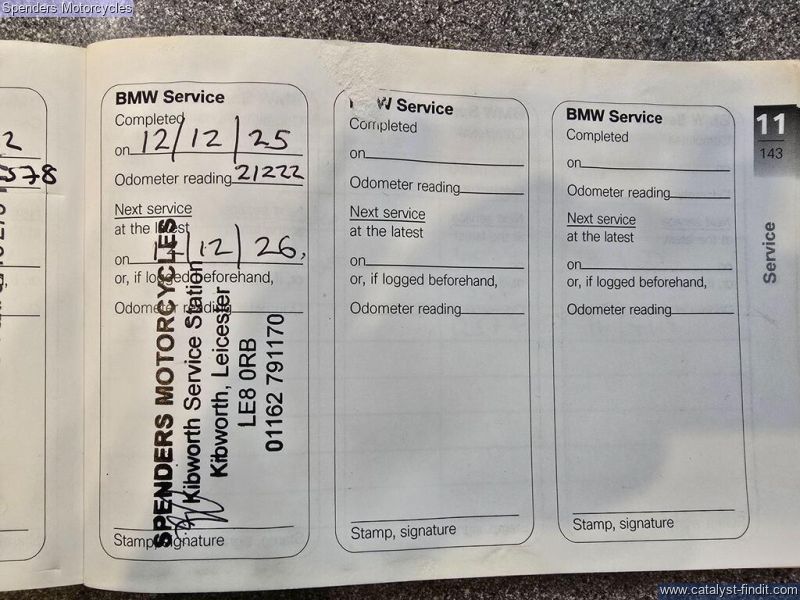 Spenders Motorcycles
2
578
BMW Service
Completed
on 12/12/25
Odometer reading 21222
Next service
at the latest
on 12/26,
or, if logged beforehand,
Odometer reading
SPENDERS MOTORCYCLES
Kibworth Service Station
Kibworth, Leicester
LE8 0RB
01162 791170
Stamp, signature
W Service
Completed
on
Odometer reading
Next service
at the latest
on
or, if logged beforehand,
Odometer reading
Stamp, signature
BMW Service
Completed
on
Odometer reading
Next service
at the latest
on
or, if logged beforehand,
Odometer reading
Stamp, signature
11
143
Service
www.catalyst-findit.com